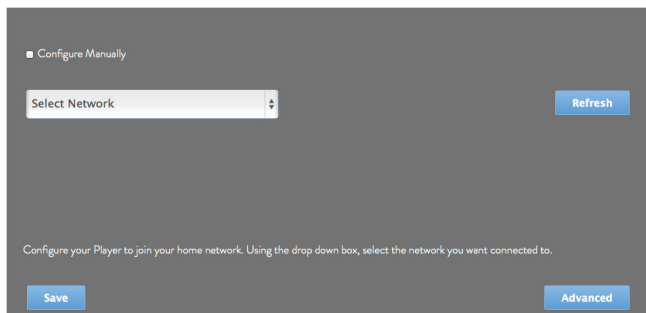 Configure Manually
Select Network
Refresh
Configure your Player to join your home network. Using the drop down box, select the network you want connected to.
Save
Advanced